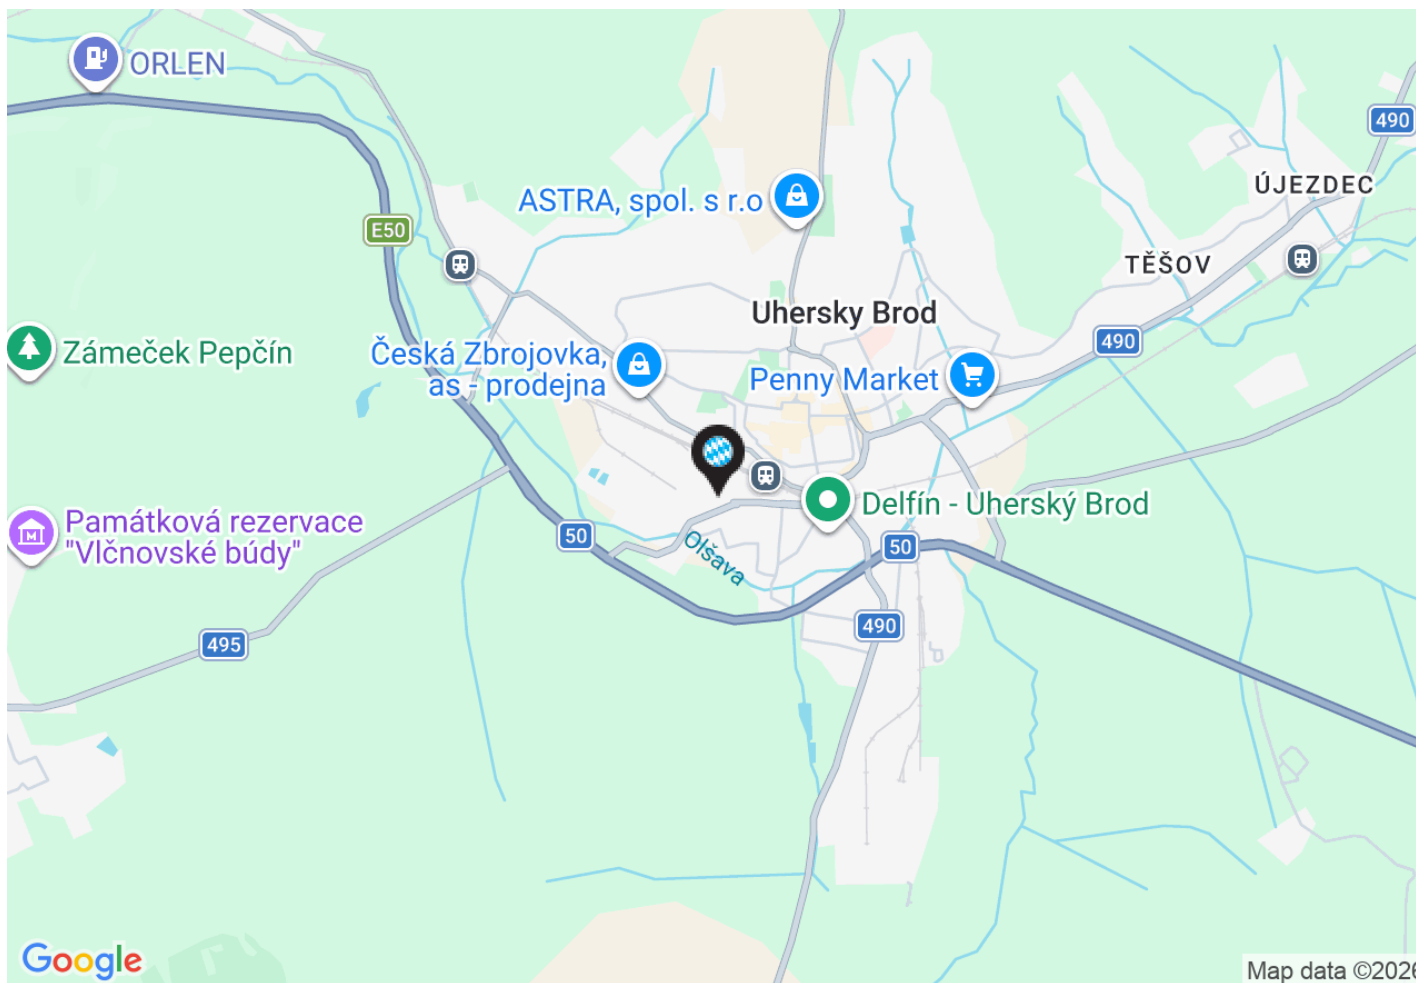 ORLEN
490
ÚJEZDEC
ASTRA, spol. s r.o
E50
TĚŠOV
Uhersky Brod
490
Zámeček Pepčín
Česká Zbrojovka,
as - prodejna
Penny Market
Delfín - Uherský Brod
Památková rezervace
"Vlčnovské búdy"
50
50
Olšava
490
495
Google
Map data ©2026